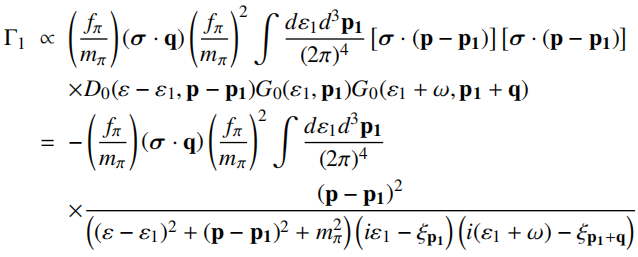 Γ₁ ∝ (f_π/m_π)(σ · q)(f_π/m_π)² ∫ dε₁d³p₁/(2π)⁴ [σ · (p − p₁)] [σ · (p − p₁)]
×D₀(ε − ε₁, p − p₁)G₀(ε₁, p₁)G₀(ε₁ + ω, p₁ + q)
= −(f_π/m_π)(σ · q)(f_π/m_π)² ∫ dε₁d³p₁/(2π)⁴
× (p − p₁)²/(((ε − ε₁)² + (p − p₁)² + m_π²)(iε₁ − ξ_p₁)(i(ε₁ + ω) − ξ_p₁+q))